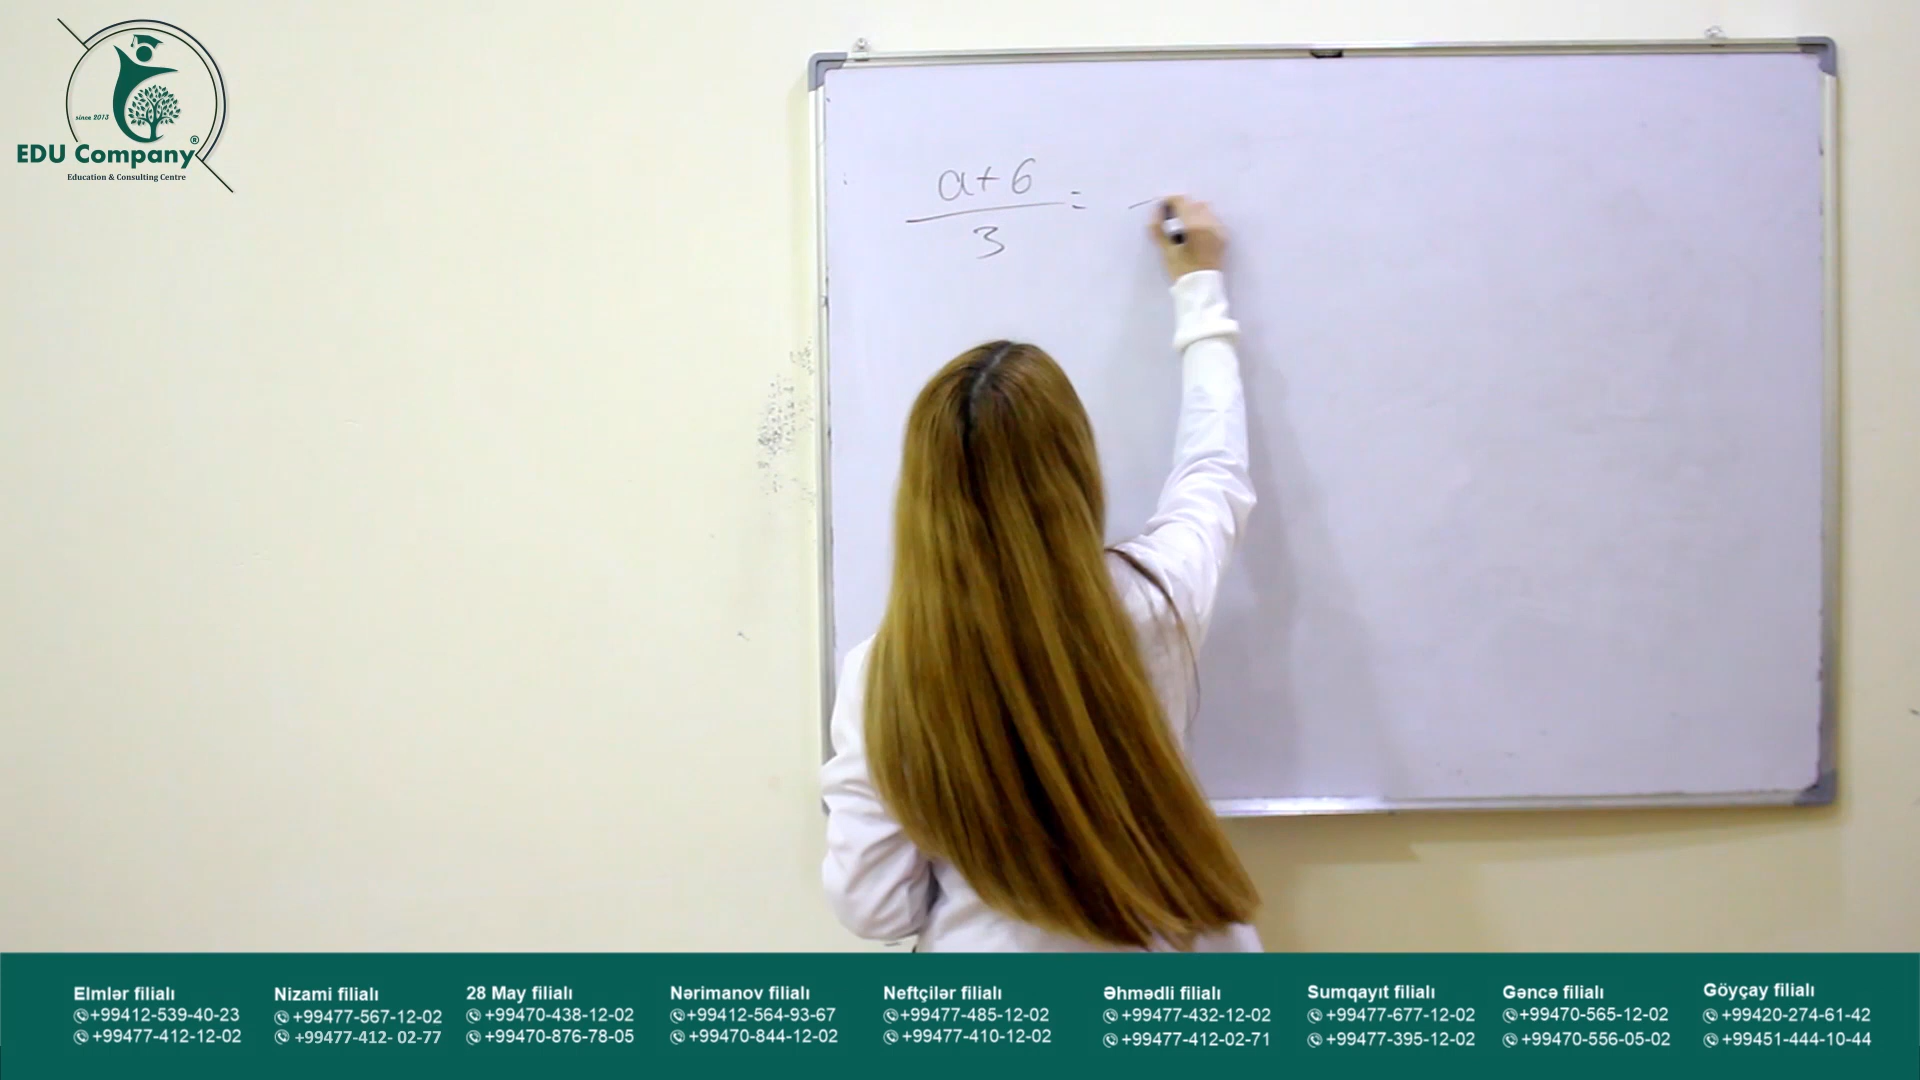 since 2013
EDU Company®
Education & Consulting Centre
a+6
=
3
Elmlər filialı
+99412-539-40-23
+99477-412-12-02
Nizami filialı
+99477-567-12-02
+99477-412- 02-77
28 May filialı
+99470-438-12-02
+99470-876-78-05
Nərimanov filialı
+99412-564-93-67
+99470-844-12-02
Neftçilər filialı
+99477-485-12-02
+99477-410-12-02
Əhmədli filialı
+99477-432-12-02
+99477-412-02-71
Sumqayıt filialı
+99477-677-12-02
+99477-395-12-02
Gəncə filialı
+99470-565-12-02
+99470-556-05-02
Göyçay filialı
+99420-274-61-42
+99451-444-10-44